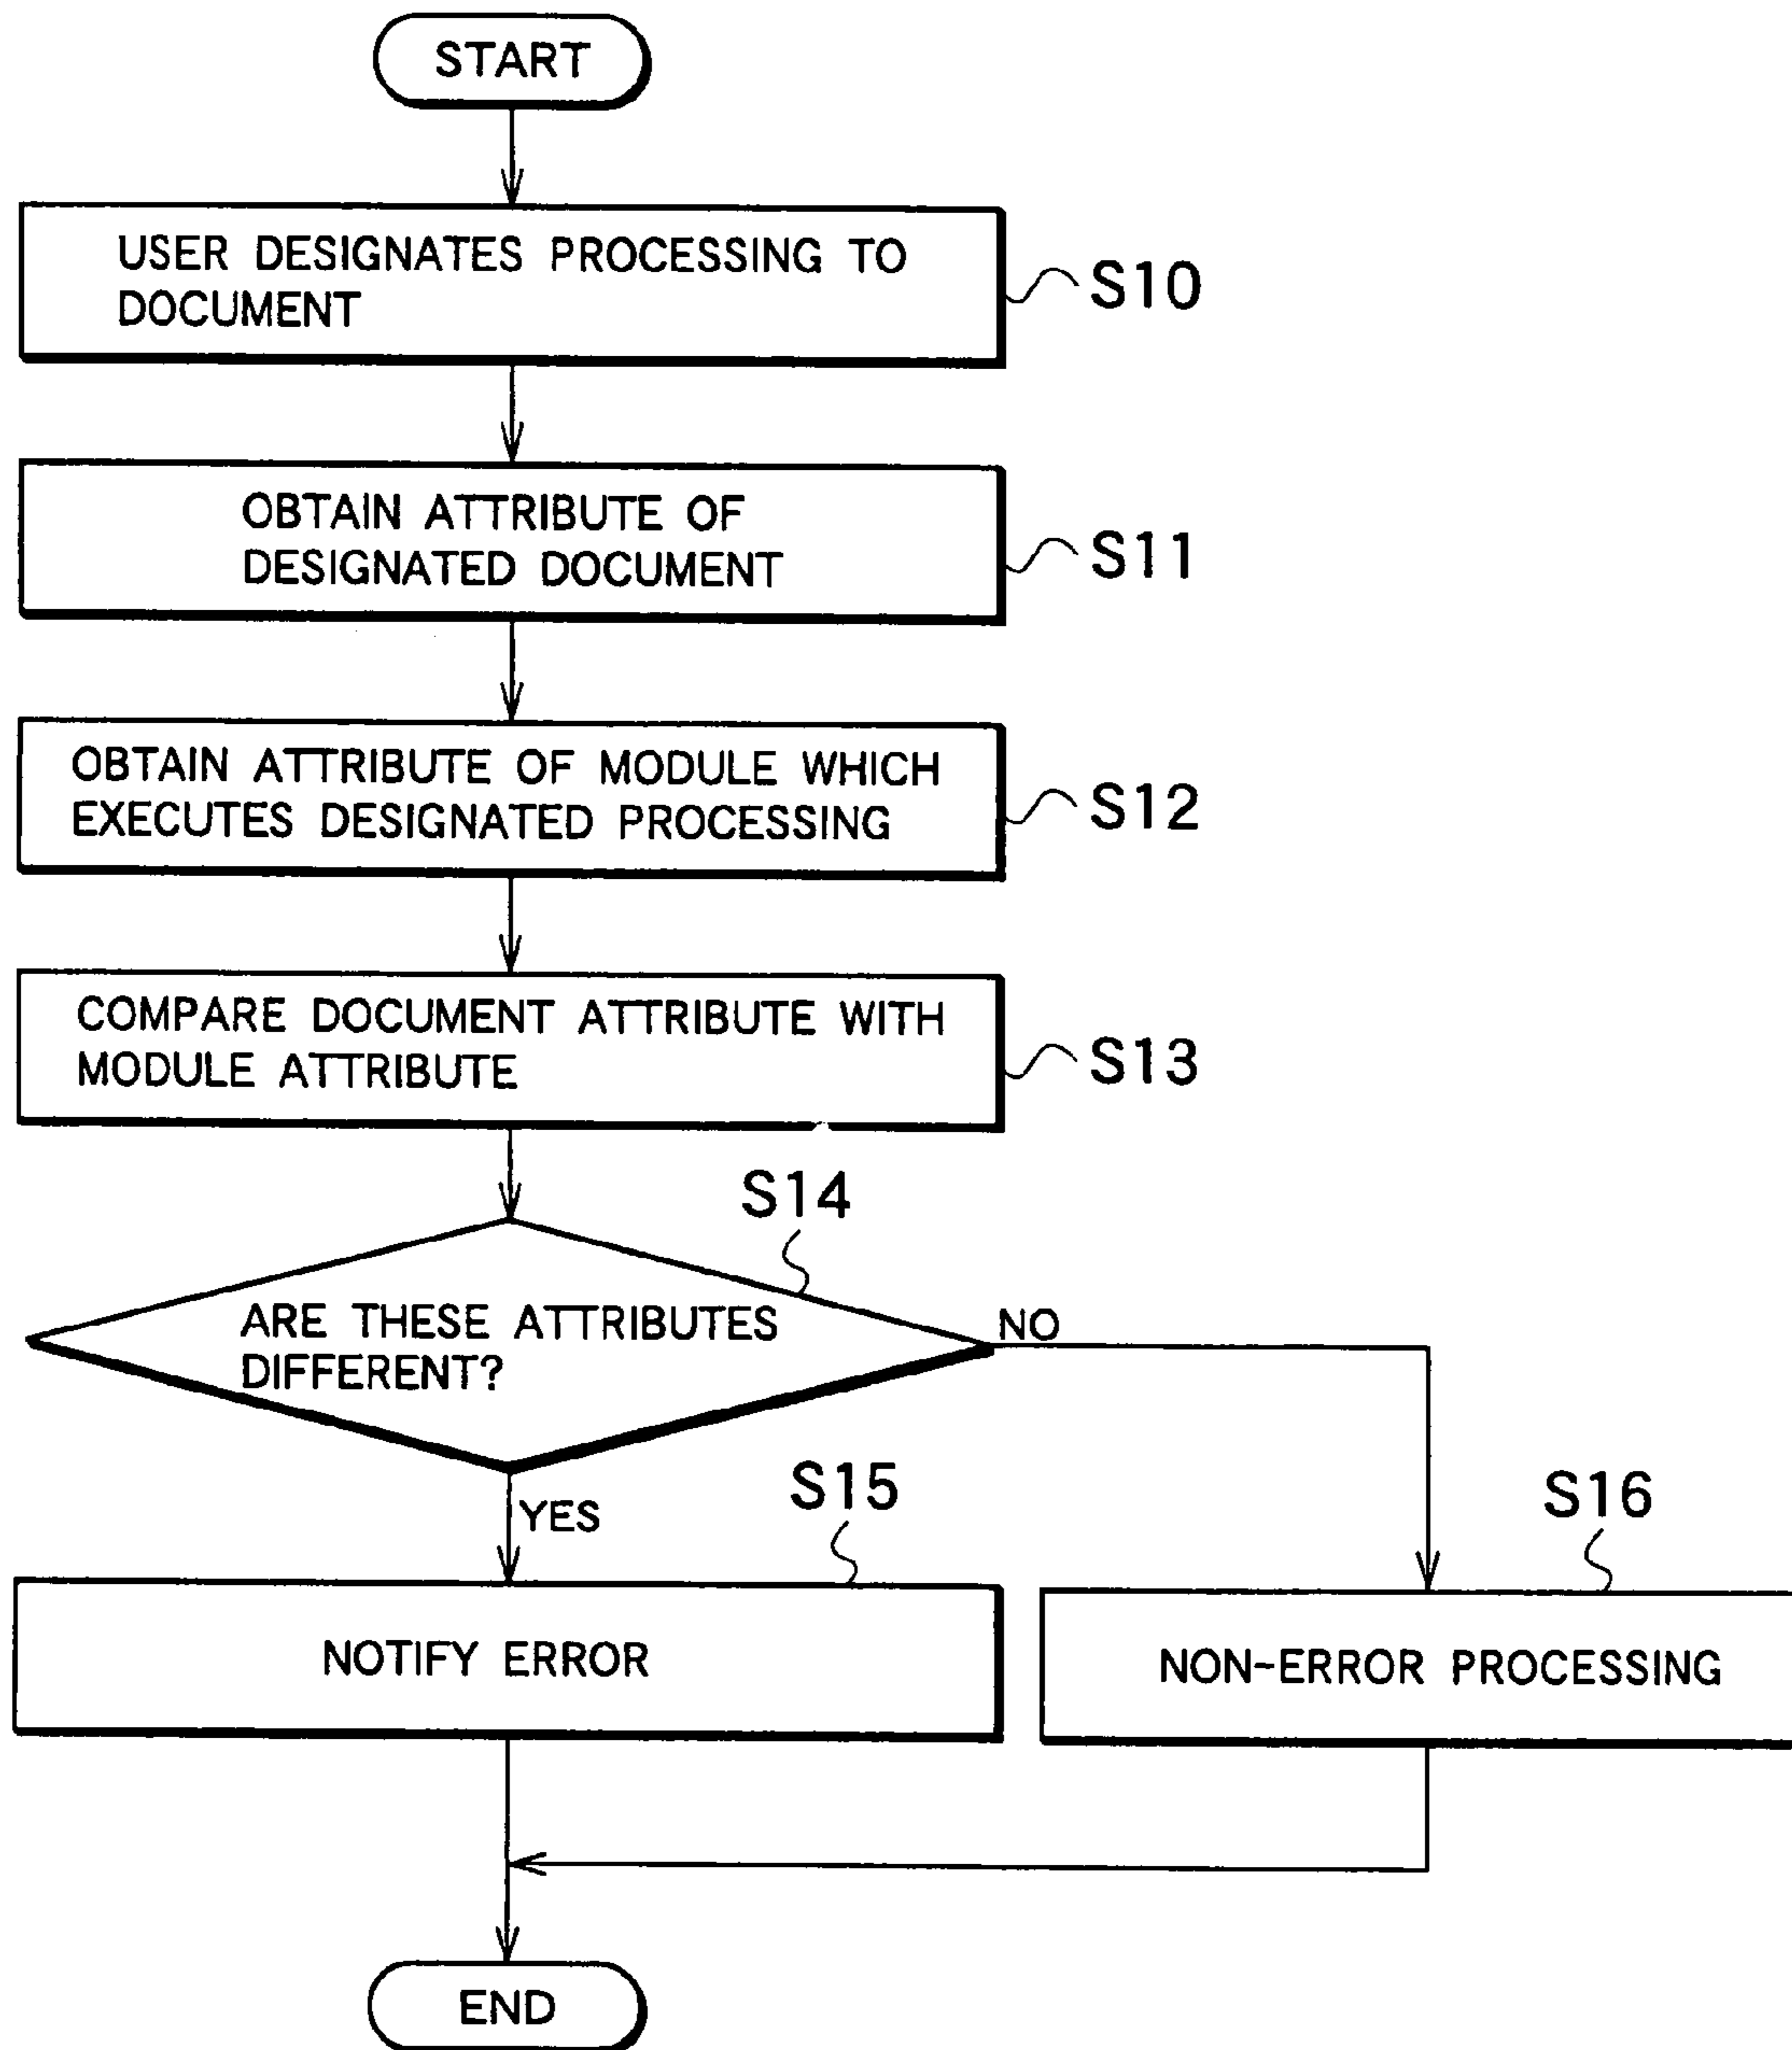 START
USER DESIGNATES PROCESSING TO
DOCUMENT
S10
OBTAIN ATTRIBUTE OF
DESIGNATED DOCUMENT
S11
OBTAIN ATTRIBUTE OF MODULE WHICH
EXECUTES DESIGNATED PROCESSING
S12
COMPARE DOCUMENT ATTRIBUTE WITH
MODULE ATTRIBUTE
S13
S14
ARE THESE ATTRIBUTES
DIFFERENT?
NO
YES
S15
S16
NOTIFY ERROR
NON-ERROR PROCESSING
END